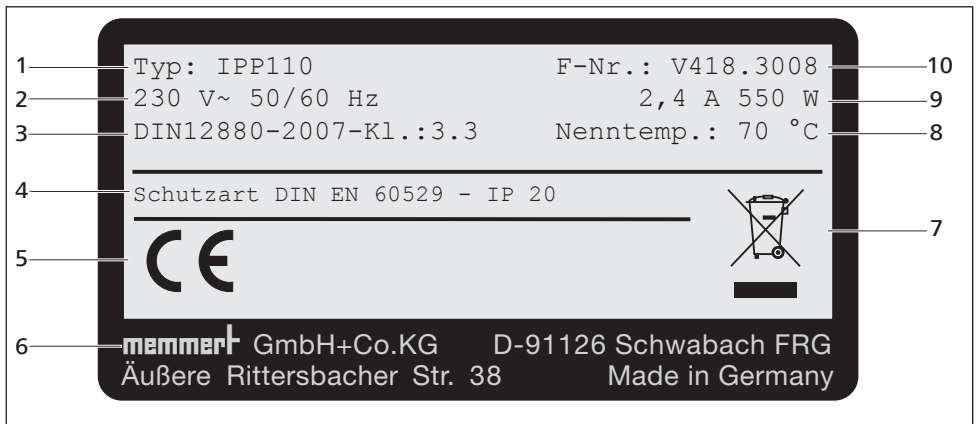 1 Typ: IPP110 F-Nr.: V418.3008 10
2 230 V~ 50/60 Hz 2,4 A 550 W 9
3 DIN12880-2007-Kl.:3.3 Nenntemp.: 70 °C 8
4 Schutzart DIN EN 60529 - IP 20
5 CE 7
6 memmert GmbH+Co.KG D-91126 Schwabach FRG
Äußere Rittersbacher Str. 38 Made in Germany